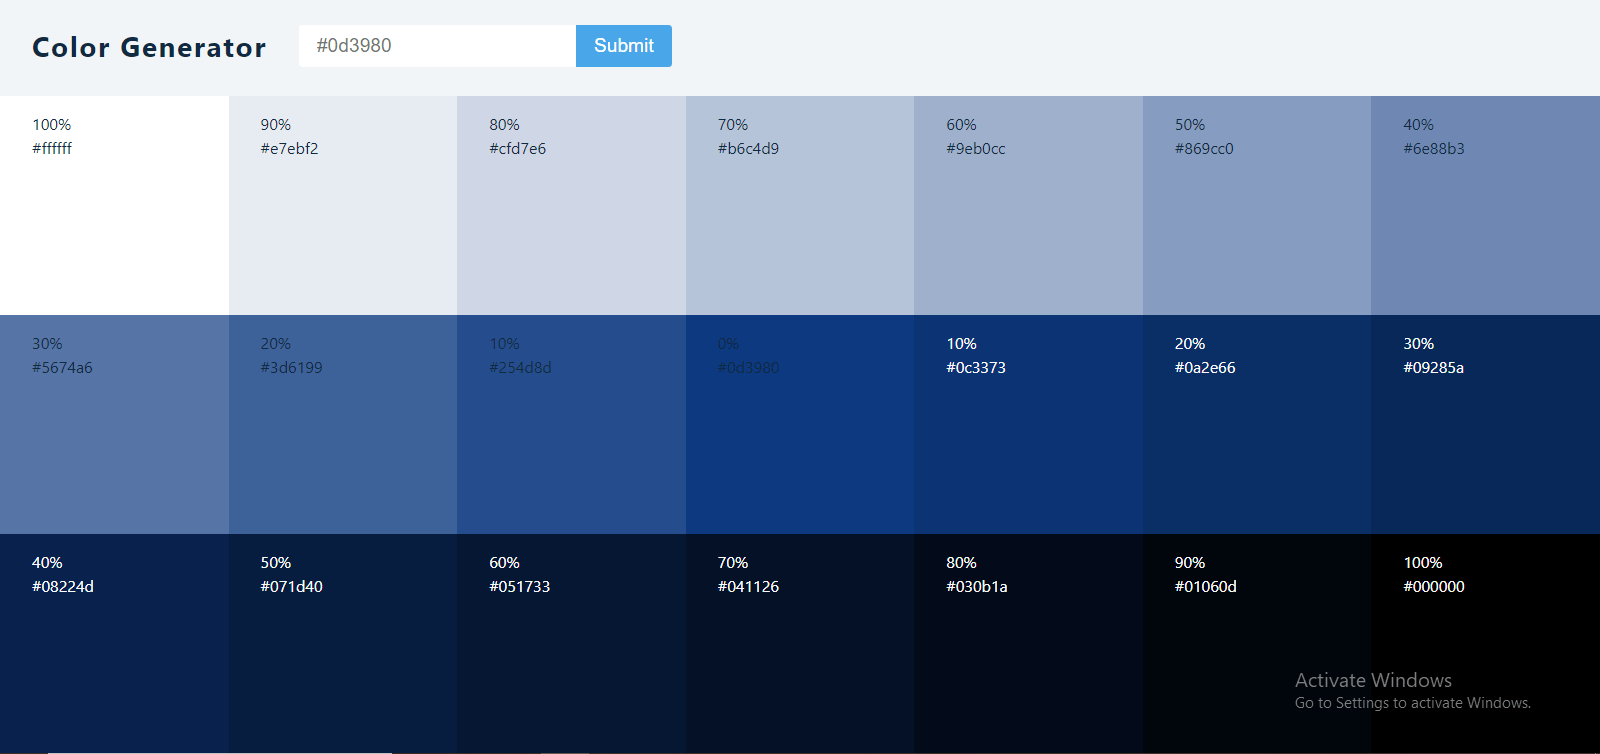 Color Generator
#0d3980
Submit
100%
#ffffff
90%
#e7ebf2
80%
#cfd7e6
70%
#b6c4d9
60%
#9eb0cc
50%
#869cc0
40%
#6e88b3
30%
#5674a6
20%
#3d6199
10%
#254d8d
0%
#0d3980
10%
#0c3373
20%
#0a2e66
30%
#09285a
40%
#08224d
50%
#071d40
60%
#051733
70%
#041126
80%
#030b1a
90%
#01060d
100%
#000000
Activate Windows
Go to Settings to activate Windows.